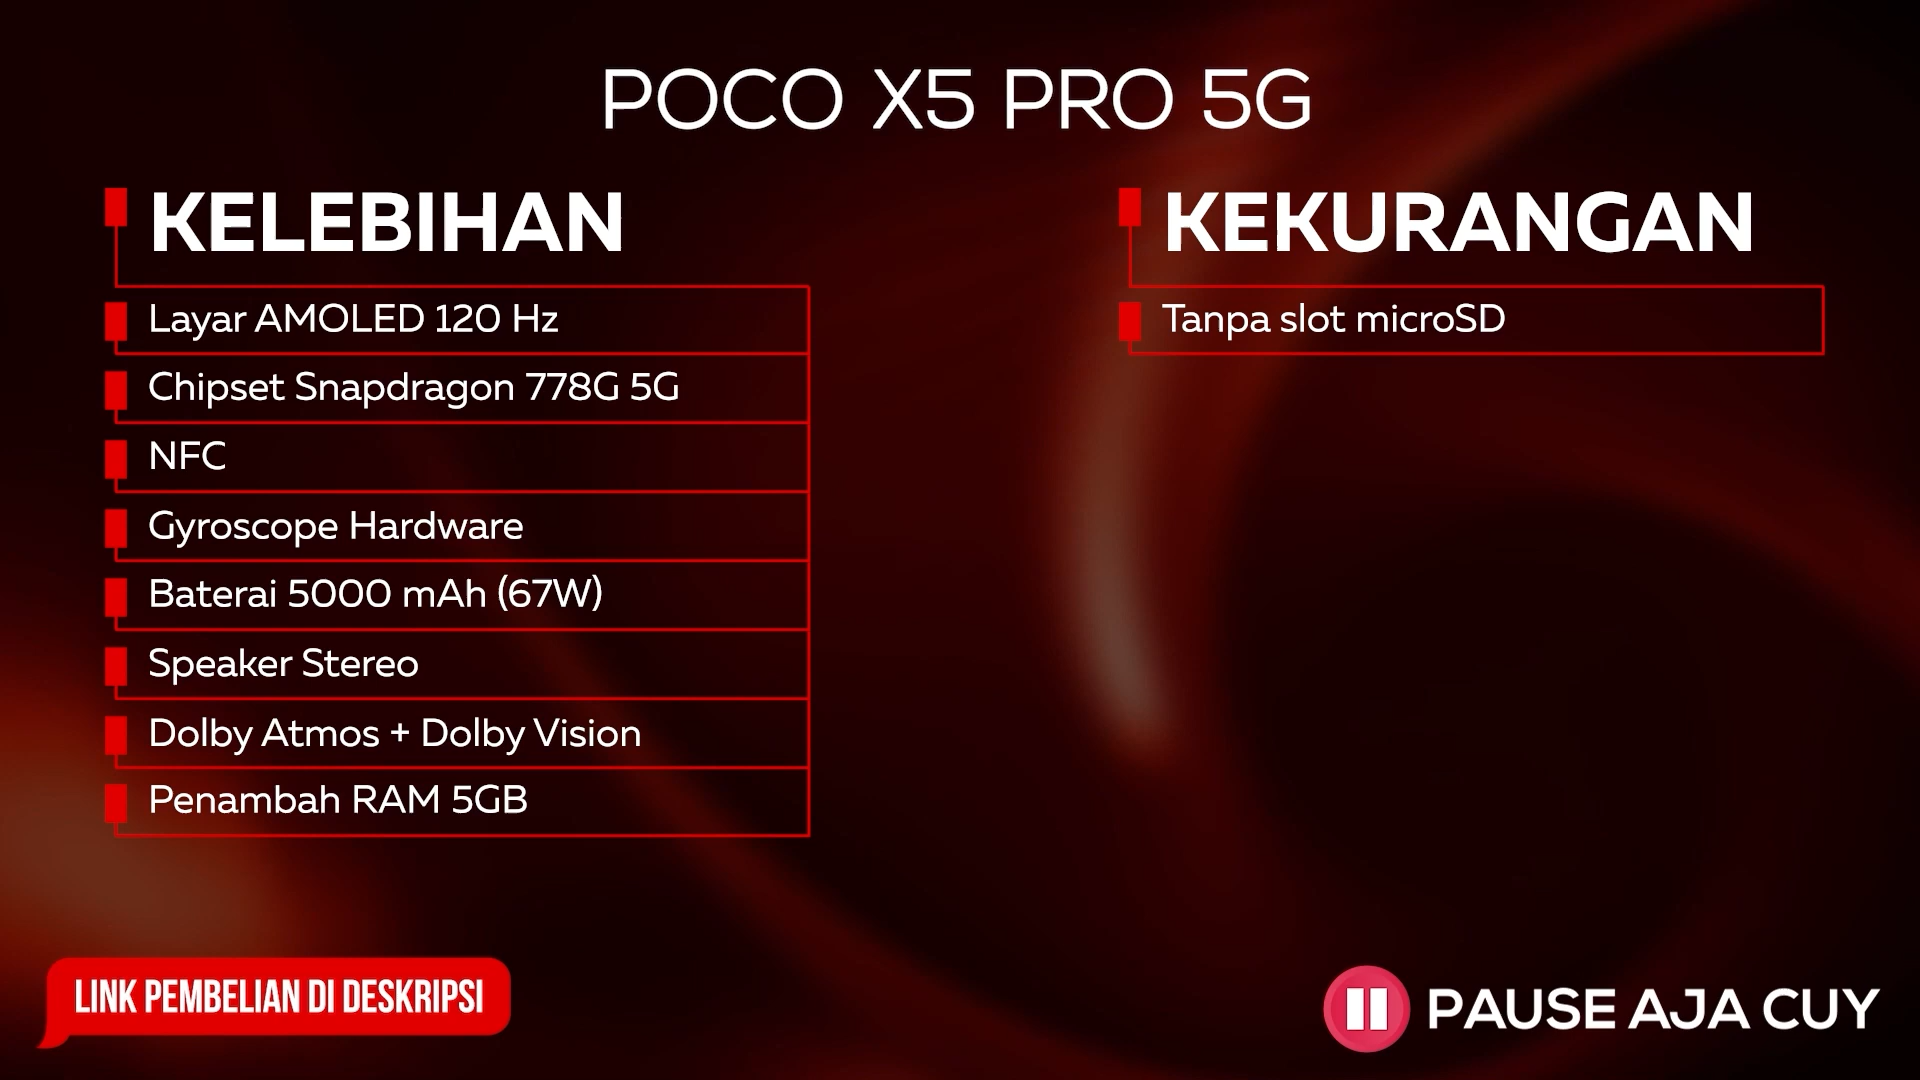 POCO X5 PRO 5G
KELEBIHAN
Layar AMOLED 120 Hz
Chipset Snapdragon 778G 5G
NFC
Gyroscope Hardware
Baterai 5000 mAh (67W)
Speaker Stereo
Dolby Atmos + Dolby Vision
Penambah RAM 5GB
KEKURANGAN
Tanpa slot microSD
LINK PEMBELIAN DI DESKRIPSI
PAUSE AJA CUY